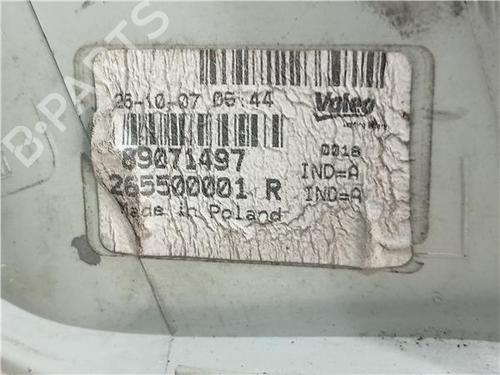 26-10-07 06:44
Valeo
89071497
0018
IND=A
265500001 R
IND=A
Made in Poland
B-PARTS